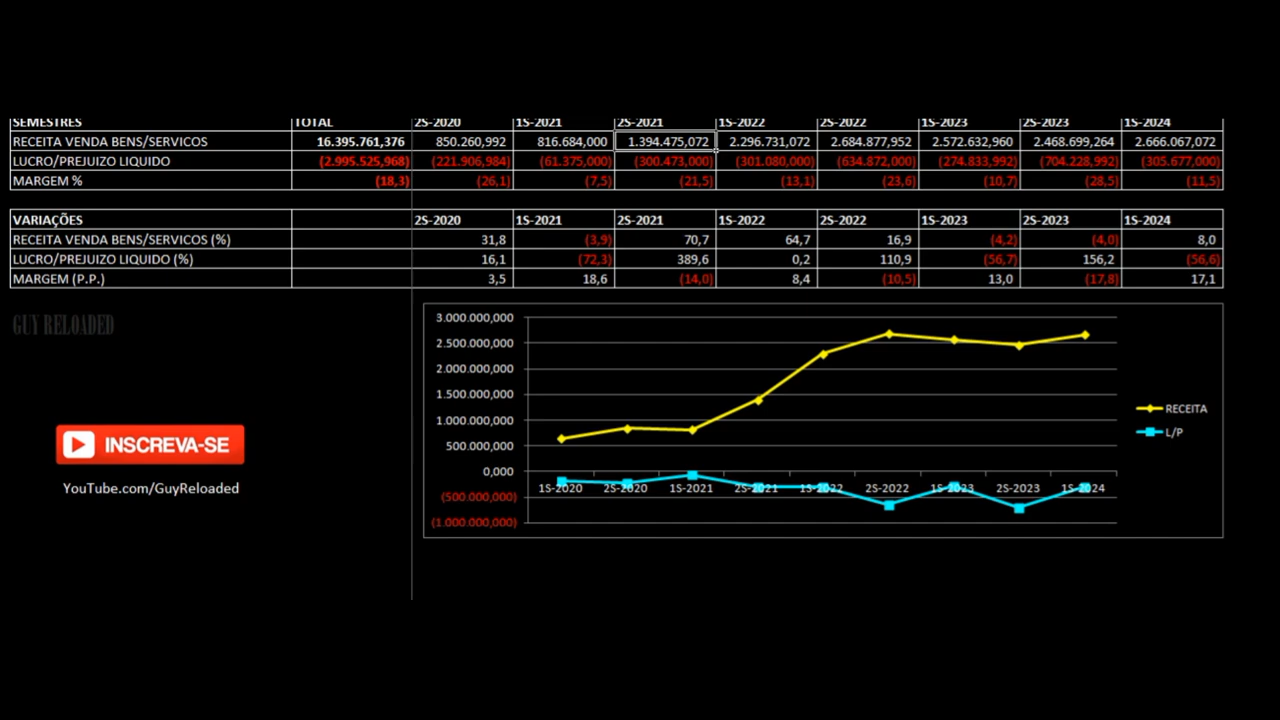 SEMESTRES TOTAL 2S-2020 1S-2021 2S-2021 1S-2022 2S-2022 1S-2023 2S-2023 1S-2024
RECEITA VENDA BENS/SERVICOS 16.395.761,376 850.260,992 816.684,000 1.394.475,072 2.296.731,072 2.684.877,952 2.572.632,960 2.468.699,264 2.666.067,072
LUCRO/PREJUIZO LIQUIDO (2.995.525,968) (221.906,984) (61.375,000) (300.473,000) (301.080,000) (634.872,000) (274.833,992) (704.228,992) (305.677,000)
MARGEM % (18,3) (26,1) (7,5) (21,5) (13,1) (23,6) (10,7) (28,5) (11,5)
VARIAÇÕES 2S-2020 1S-2021 2S-2021 1S-2022 2S-2022 1S-2023 2S-2023 1S-2024
RECEITA VENDA BENS/SERVICOS (%) 31,8 (3,9) 70,7 64,7 16,9 (4,2) (4,0) 8,0
LUCRO/PREJUIZO LIQUIDO (%) 16,1 (72,3) 389,6 0,2 110,9 (56,7) 156,2 (56,6)
MARGEM (P.P.) 3,5 18,6 (14,0) 8,4 (10,5) 13,0 (17,8) 17,1
GUY RELOADED
3.000.000,000
2.500.000,000
2.000.000,000
1.500.000,000
1.000.000,000
500.000,000
0,000
(500.000,000)
(1.000.000,000)
1S-2020 2S-2020 1S-2021 2S-2021 1S-2022 2S-2022 1S-2023 2S-2023 1S-2024
RECEITA
L/P
INSCREVA-SE
YouTube.com/GuyReloaded